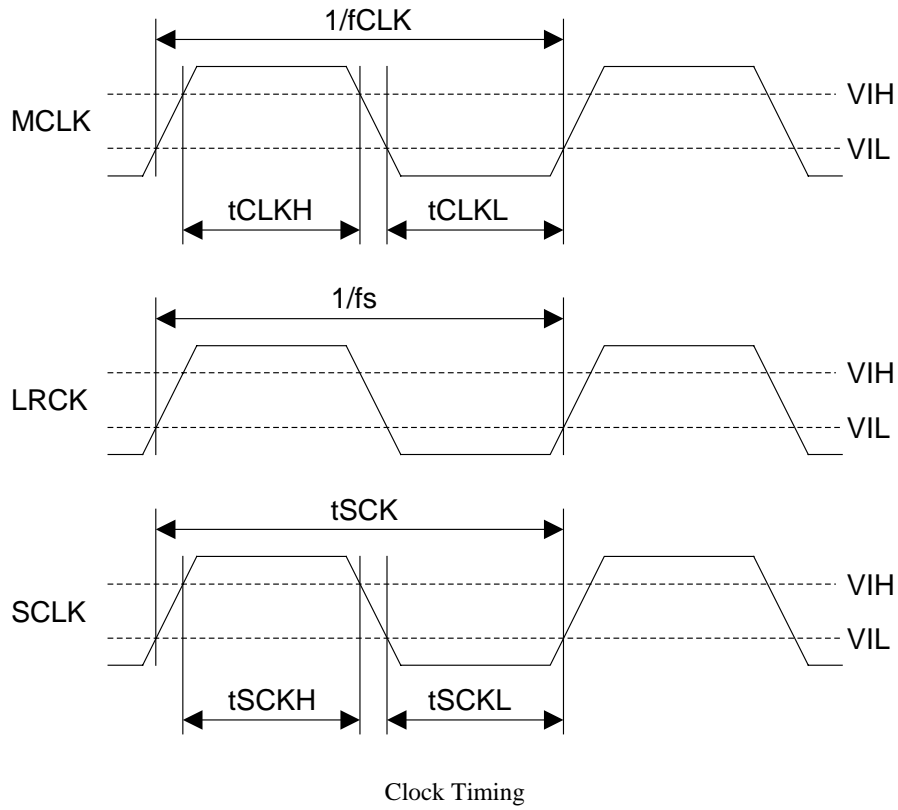 1/fCLK
MCLK
VIH
VIL
tCLKH
tCLKL
1/fs
LRCK
VIH
VIL
tSCK
SCLK
VIH
VIL
tSCKH
tSCKL
Clock Timing